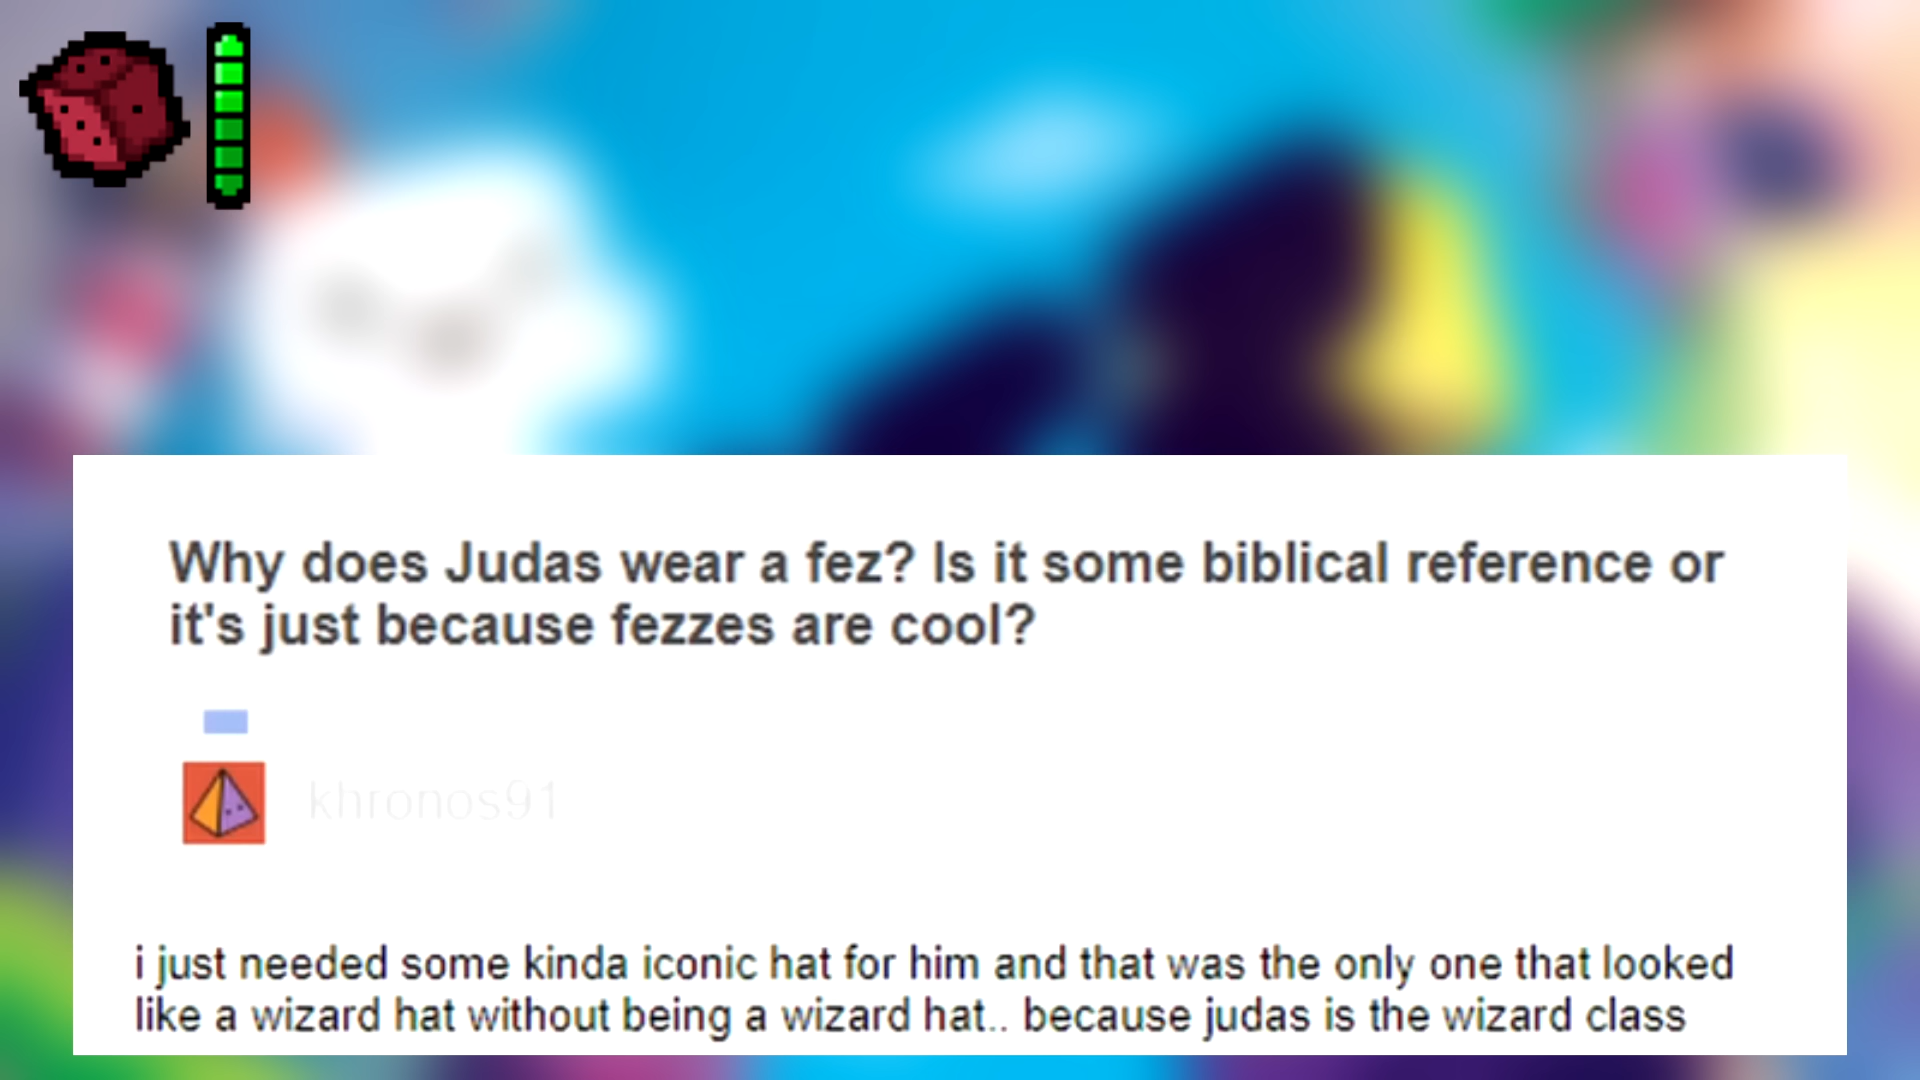 Why does Judas wear a fez? Is it some biblical reference or
it's just because fezzes are cool?
khronos91
i just needed some kinda iconic hat for him and that was the only one that looked
like a wizard hat without being a wizard hat.. because judas is the wizard class